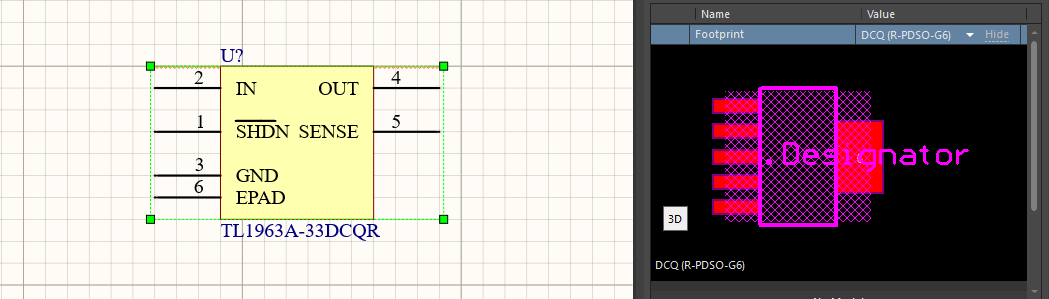 U?
2 IN OUT 4
1 SHDN SENSE 5
3 GND
6 EPAD
TL1963A-33DCQR
Name Value
Footprint DCQ (R-PDSO-G6) Hide
.Designator
3D
DCQ (R-PDSO-G6)